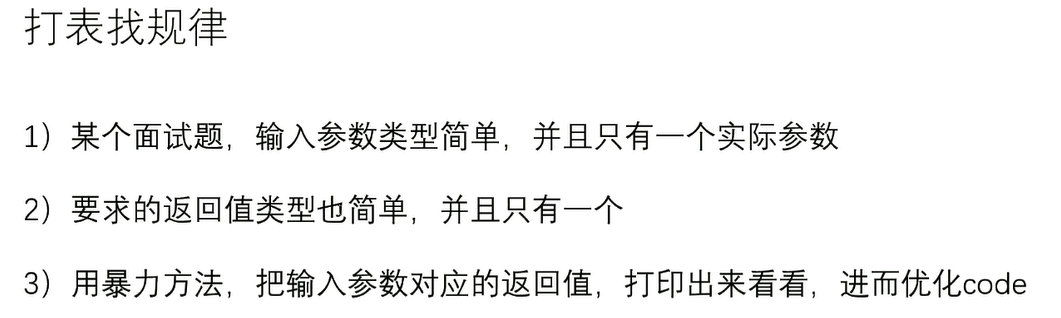 打表找规律
1）某个面试题，输入参数类型简单，并且只有一个实际参数
2）要求的返回值类型也简单，并且只有一个
3）用暴力方法，把输入参数对应的返回值，打印出来看看，进而优化code